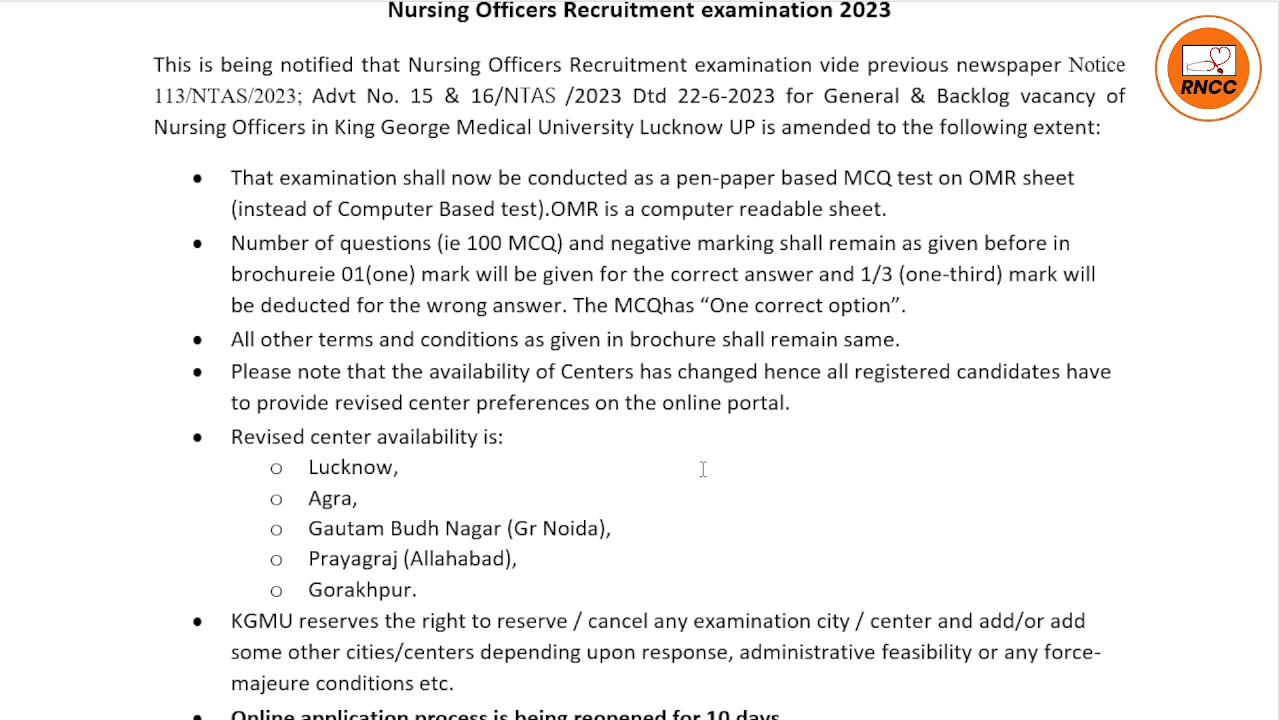 Nursing Officers Recruitment examination 2023
RNCC
This is being notified that Nursing Officers Recruitment examination vide previous newspaper Notice
113/NTAS/2023; Advt No. 15 & 16/NTAS /2023 Dtd 22-6-2023 for General & Backlog vacancy of
Nursing Officers in King George Medical University Lucknow UP is amended to the following extent:
• That examination shall now be conducted as a pen-paper based MCQ test on OMR sheet
(instead of Computer Based test).OMR is a computer readable sheet.
• Number of questions (ie 100 MCQ) and negative marking shall remain as given before in
brochureie 01(one) mark will be given for the correct answer and 1/3 (one-third) mark will
be deducted for the wrong answer. The MCQhas “One correct option”.
• All other terms and conditions as given in brochure shall remain same.
• Please note that the availability of Centers has changed hence all registered candidates have
to provide revised center preferences on the online portal.
• Revised center availability is:
o Lucknow,
o Agra,
o Gautam Budh Nagar (Gr Noida),
o Prayagraj (Allahabad),
o Gorakhpur.
• KGMU reserves the right to reserve / cancel any examination city / center and add/or add
some other cities/centers depending upon response, administrative feasibility or any force-
majeure conditions etc.
• Online application process is being reopened for 10 days